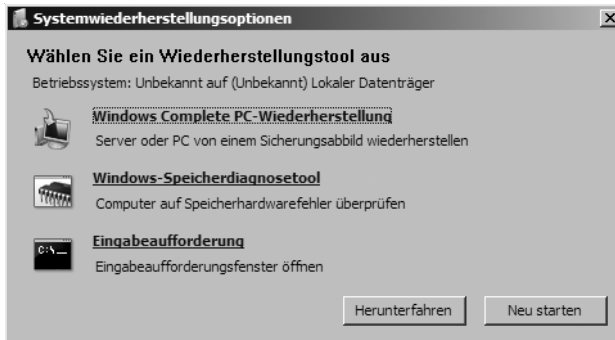 Systemwiederherstellungsoptionen
Wählen Sie ein Wiederherstellungstool aus
Betriebssystem: Unbekannt auf (Unbekannt) Lokaler Datenträger
Windows Complete PC-Wiederherstellung
Server oder PC von einem Sicherungsabbild wiederherstellen
Windows-Speicherdiagnosetool
Computer auf Speicherhardwarefehler überprüfen
C:\_
Eingabeaufforderung
Eingabeaufforderungsfenster öffnen
Herunterfahren Neu starten